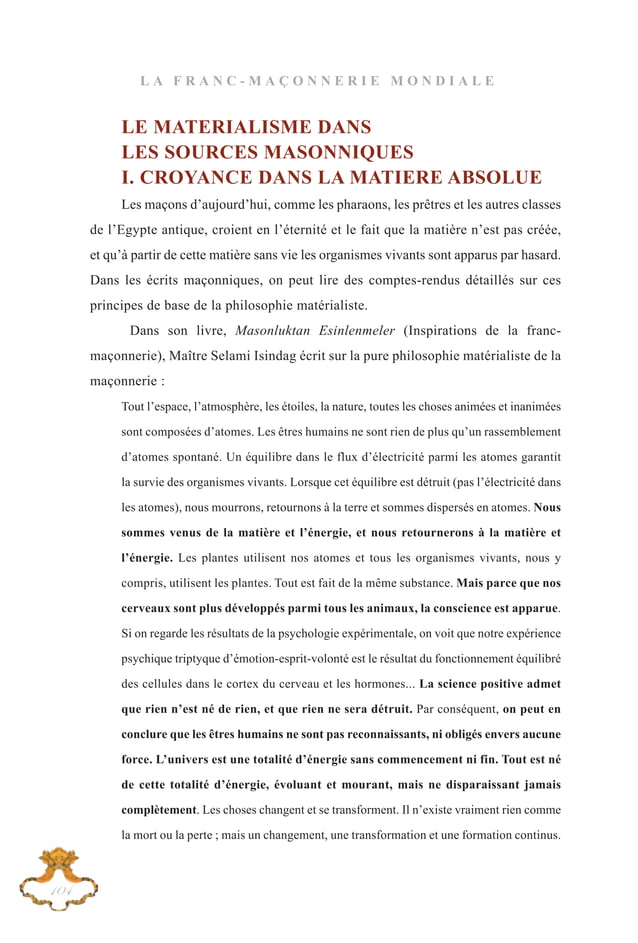 LA FRANC-MAÇONNERIE MONDIALE
LE MATERIALISME DANS
LES SOURCES MASONNIQUES
I. CROYANCE DANS LA MATIERE ABSOLUE
Les maçons d’aujourd’hui, comme les pharaons, les prêtres et les autres classes
de l’Egypte antique, croient en l’éternité et le fait que la matière n’est pas créée,
et qu’à partir de cette matière sans vie les organismes vivants sont apparus par hasard.
Dans les écrits maçonniques, on peut lire des comptes-rendus détaillés sur ces
principes de base de la philosophie matérialiste.
Dans son livre, Masonluktan Esinlenmeler (Inspirations de la franc-
maçonnerie), Maître Selami Isindag écrit sur la pure philosophie matérialiste de la
maçonnerie :
Tout l’espace, l’atmosphère, les étoiles, la nature, toutes les choses animées et inanimées
sont composées d’atomes. Les êtres humains ne sont rien de plus qu’un rassemblement
d’atomes spontané. Un équilibre dans le flux d’électricité parmi les atomes garantit
la survie des organismes vivants. Lorsque cet équilibre est détruit (pas l’électricité dans
les atomes), nous mourrons, retournons à la terre et sommes dispersés en atomes. Nous
sommes venus de la matière et l’énergie, et nous retournerons à la matière et
l’énergie. Les plantes utilisent nos atomes et tous les organismes vivants, nous y
compris, utilisent les plantes. Tout est fait de la même substance. Mais parce que nos
cerveaux sont plus développés parmi tous les animaux, la conscience est apparue.
Si on regarde les résultats de la psychologie expérimentale, on voit que notre expérience
psychique triptyque d’émotion-esprit-volonté est le résultat du fonctionnement équilibré
des cellules dans le cortex du cerveau et les hormones... La science positive admet
que rien n’est né de rien, et que rien ne sera détruit. Par conséquent, on peut en
conclure que les êtres humains ne sont pas reconnaissants, ni obligés envers aucune
force. L’univers est une totalité d’énergie sans commencement ni fin. Tout est né
de cette totalité d’énergie, évoluant et mourant, mais ne disparaissant jamais
complètement. Les choses changent et se transforment. Il n’existe vraiment rien comme
la mort ou la perte ; mais un changement, une transformation et une formation continus.
104